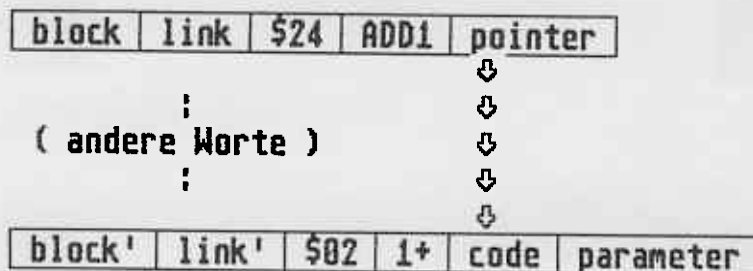 block link $24 ADD1 pointer
⇩
: ⇩
( andere Worte ) ⇩
: ⇩
⇩
block' link' $02 1+ code parameter